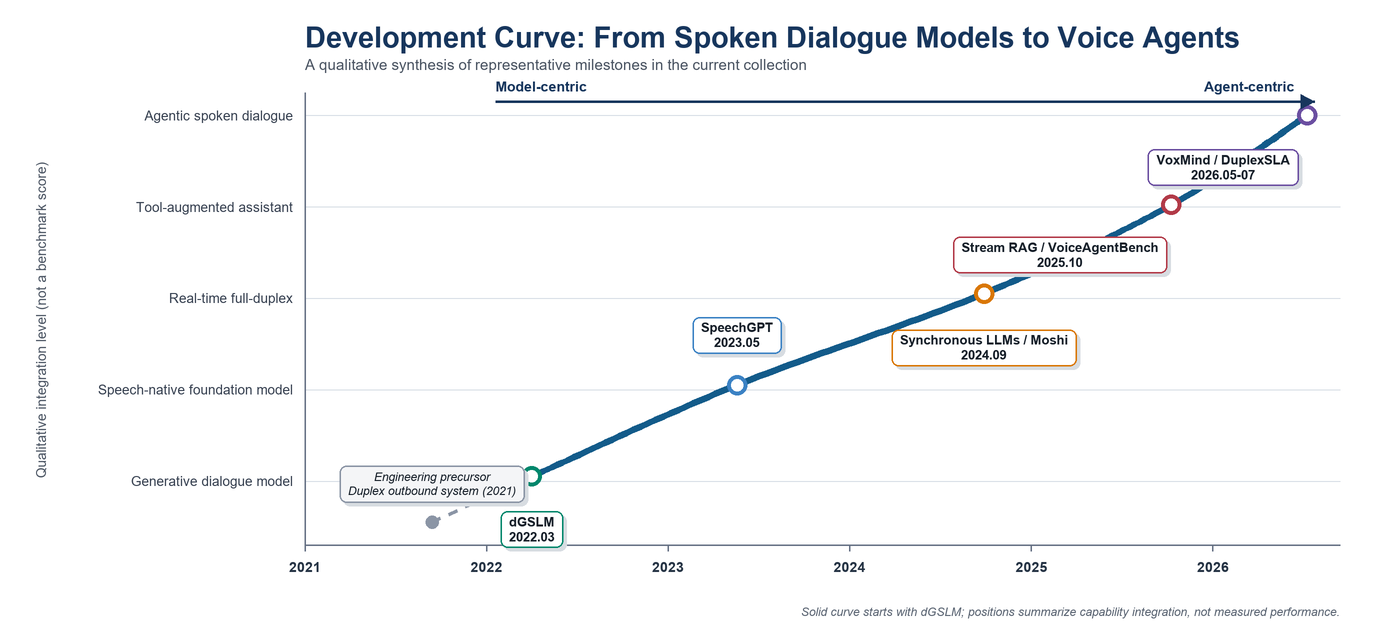 Development Curve: From Spoken Dialogue Models to Voice Agents
A qualitative synthesis of representative milestones in the current collection
Model-centric
Agent-centric
Qualitative integration level (not a benchmark score)
Agentic spoken dialogue
Tool-augmented assistant
Real-time full-duplex
Speech-native foundation model
Generative dialogue model
VoxMind / DuplexSLA
2026.05-07
Stream RAG / VoiceAgentBench
2025.10
SpeechGPT
2023.05
Synchronous LLMs / Moshi
2024.09
Engineering precursor
Duplex outbound system (2021)
dGSLM
2022.03
2021
2022
2023
2024
2025
2026
Solid curve starts with dGSLM; positions summarize capability integration, not measured performance.